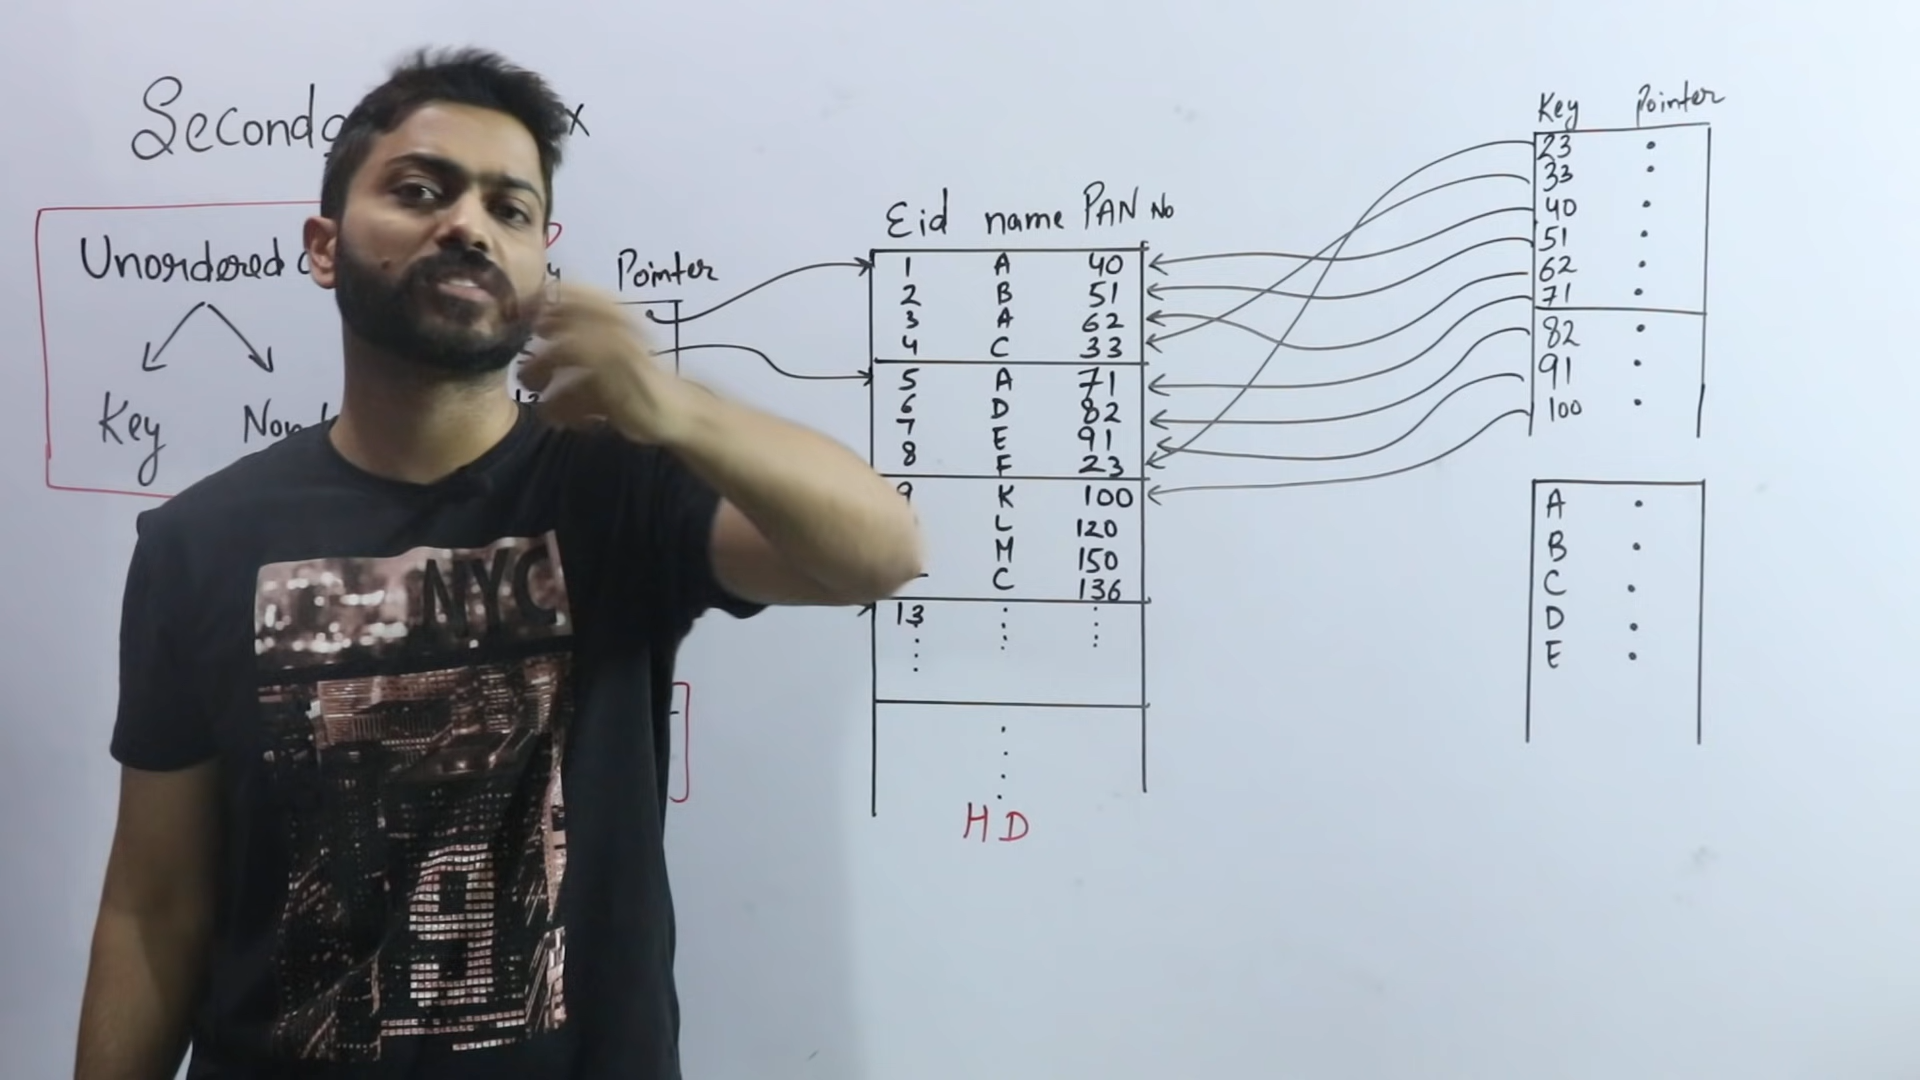 Unordered
Key
Pointer
Eid name PAN No
1 A 40
2 B 51
3 A 62
4 C 33
5 A 71
6 D 82
7 E 91
8 F 23
9 K 100
L 120
M 150
C 136
13
HD
Key Pointer
23
33
40
51
62
71
82
91
100
A
B
C
D
E
NYC